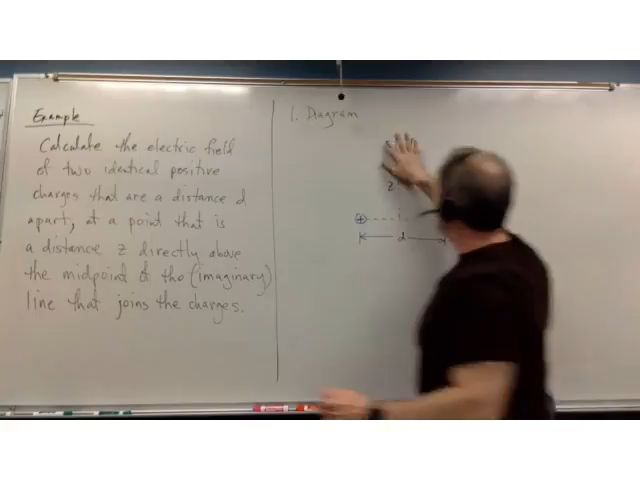 Example
Calculate the electric field
of two identical positive
charges that are a distance d
apart, at a point that is
a distance z directly above
the midpoint of the (imaginary)
line that joins the charges.
1. Diagram
z
+
d